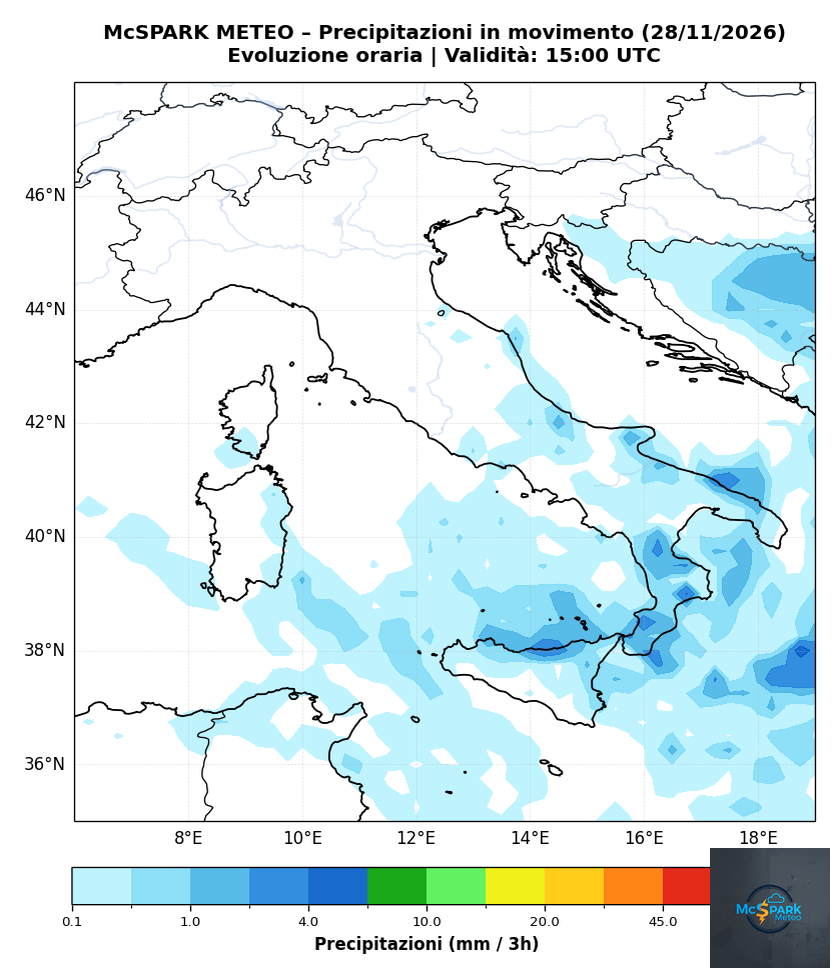 McSPARK METEO – Precipitazioni in movimento (28/11/2026)
Evoluzione oraria | Validità: 15:00 UTC
46°N
44°N
42°N
40°N
38°N
36°N
8°E 10°E 12°E 14°E 16°E 18°E
0.1 1.0 4.0 10.0 20.0 45.0
Precipitazioni (mm / 3h)
McSPARK
Meteo